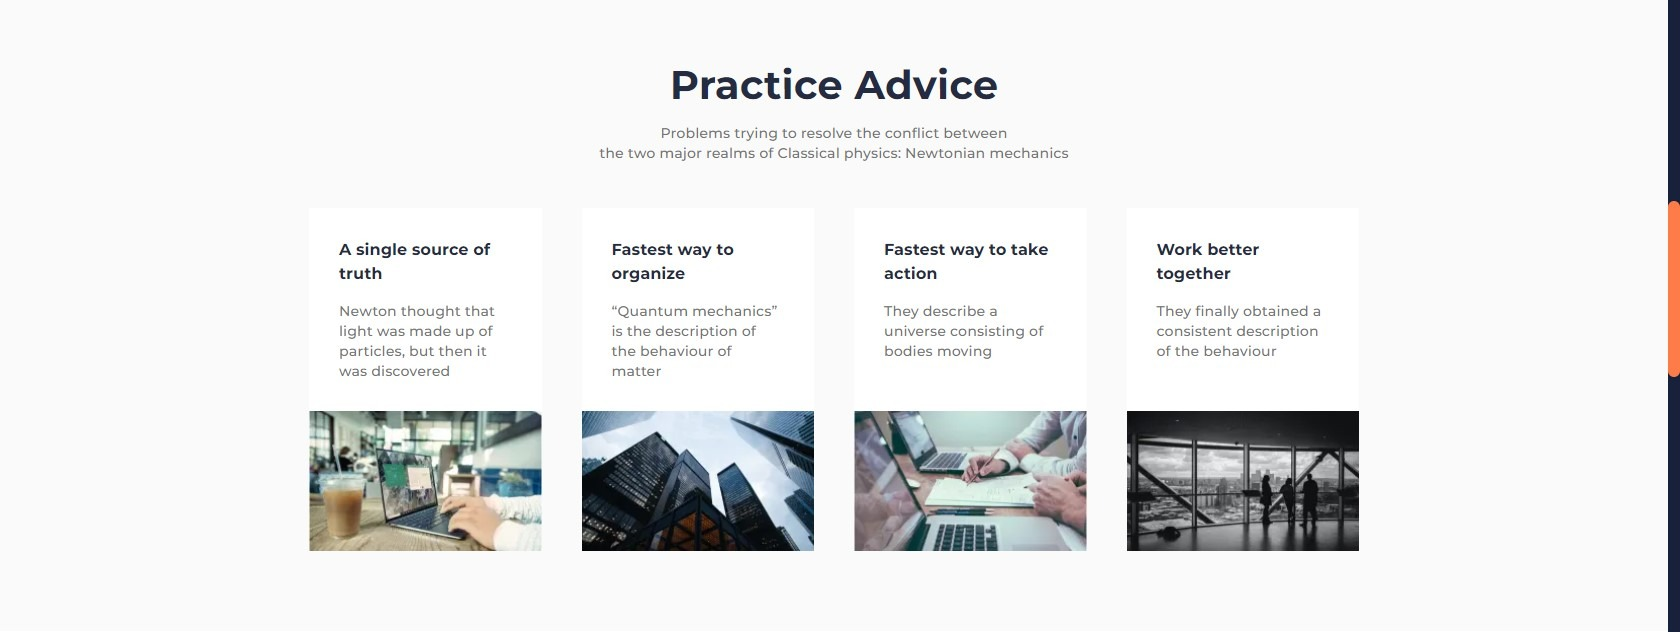 Practice Advice
Problems trying to resolve the conflict between
the two major realms of Classical physics: Newtonian mechanics
A single source of
truth
Newton thought that
light was made up of
particles, but then it
was discovered
Fastest way to
organize
“Quantum mechanics”
is the description of
the behaviour of
matter
Fastest way to take
action
They describe a
universe consisting of
bodies moving
Work better
together
They finally obtained a
consistent description
of the behaviour